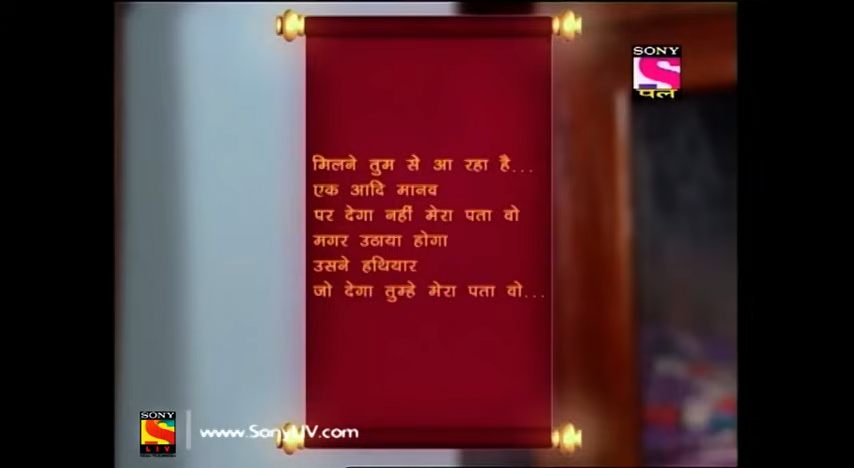 SONY
S
पल
मिलने तुम से आ रहा है...
एक आदि मानव
पर देगा नहीं मेरा पता वो
मगर उठाया होगा
उसने हथियार
जो देगा तुम्हे मेरा पता वो...
SONY
S
LIV
www.SonyLIV.com